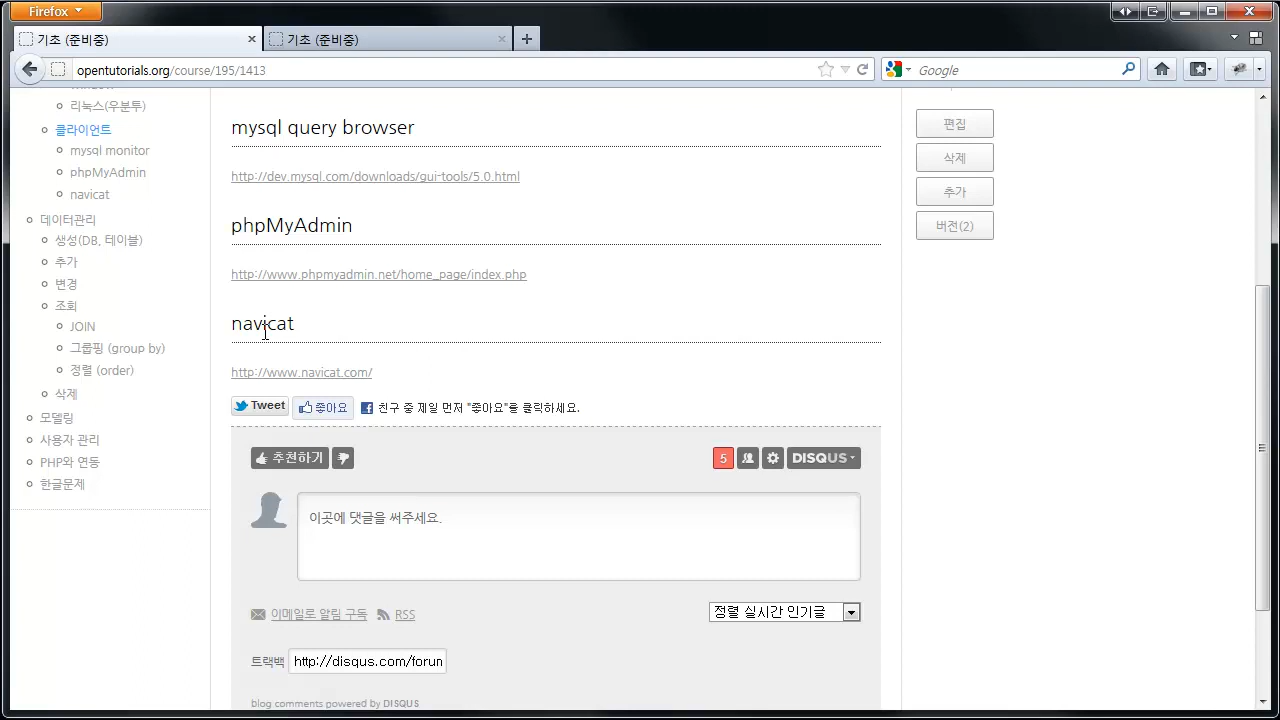 Firefox
기초 (준비중)
기초 (준비중)
opentutorials.org/course/195/1413
Google
리눅스(우분투)
클라이언트
mysql monitor
phpMyAdmin
navicat
데이터관리
생성(DB, 테이블)
추가
변경
조회
JOIN
그룹핑 (group by)
정렬 (order)
삭제
모델링
사용자 관리
PHP와 연동
한글문제
mysql query browser
http://dev.mysql.com/downloads/gui-tools/5.0.html
phpMyAdmin
http://www.phpmyadmin.net/home_page/index.php
navicat
http://www.navicat.com/
Tweet
좋아요
친구 중 제일 먼저 "좋아요"를 클릭하세요.
추천하기
5
DISQUS
이곳에 댓글을 써주세요.
이메일로 알림 구독
RSS
정렬 실시간 인기글
트랙백
http://disqus.com/forun
blog comments powered by DISQUS
편집
삭제
추가
버전(2)